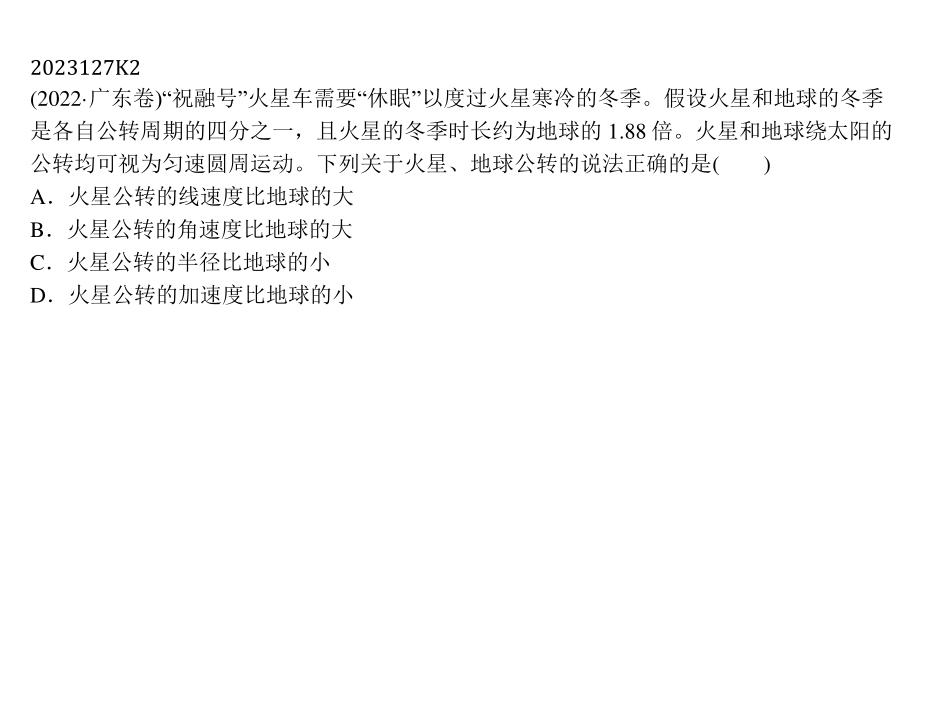 2023127K2
(2022·广东卷)“祝融号”火星车需要“休眠”以度过火星寒冷的冬季。假设火星和地球的冬季
是各自公转周期的四分之一，且火星的冬季时长约为地球的 1.88 倍。火星和地球绕太阳的
公转均可视为匀速圆周运动。下列关于火星、地球公转的说法正确的是(　　)
A．火星公转的线速度比地球的大
B．火星公转的角速度比地球的大
C．火星公转的半径比地球的小
D．火星公转的加速度比地球的小